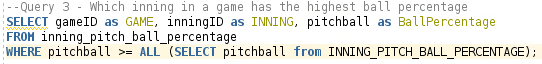 --Query 3 - Which inning in a game has the highest ball percentage
SELECT gameID as GAME, inningID as INNING, pitchball as BallPercentage
FROM inning_pitch_ball_percentage
WHERE pitchball >= ALL (SELECT pitchball from INNING_PITCH_BALL_PERCENTAGE);